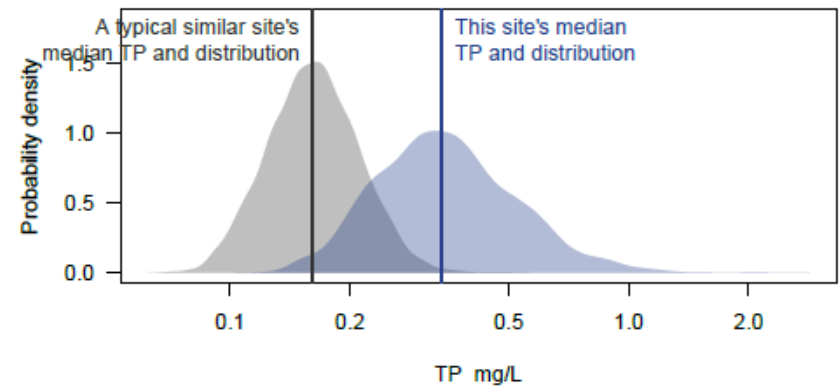 A typical similar site's
median TP and distribution
This site's median
TP and distribution
Probability density
1.5
1.0
0.5
0.0
0.1 0.2 0.5 1.0 2.0
TP mg/L